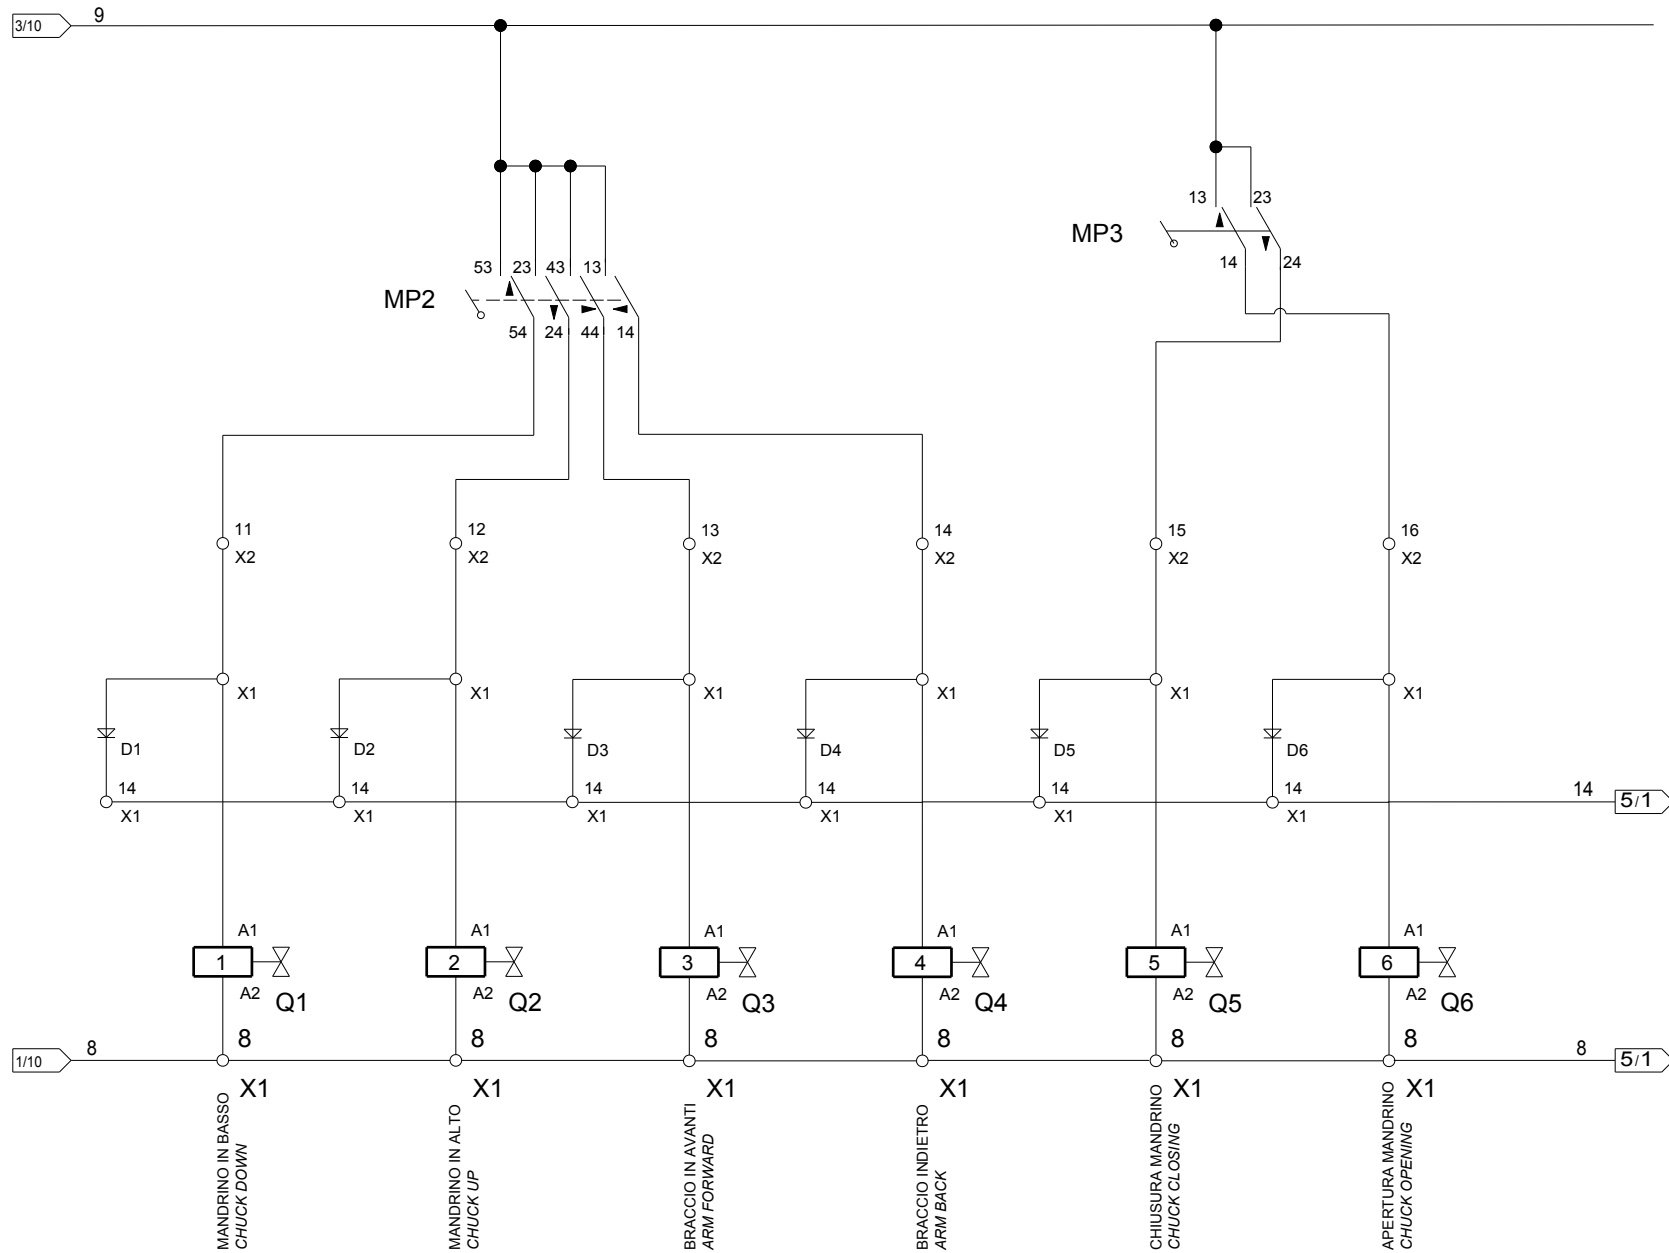 3/10 9
13 23
MP3
14 24
53 23 43 13
MP2
54 24 44 14
11 12 13 14 15 16
X2 X2 X2 X2 X2 X2
X1 X1 X1 X1 X1 X1
D1 D2 D3 D4 D5 D6
14 14 14 14 14 14 14 5/1
X1 X1 X1 X1 X1 X1
A1 A1 A1 A1 A1 A1
1 2 3 4 5 6
A2 Q1 A2 Q2 A2 Q3 A2 Q4 A2 Q5 A2 Q6
1/10 8 8 8 8 8 8 8 8 5/1
X1 X1 X1 X1 X1 X1
MANDRINO IN BASSO
CHUCK DOWN
MANDRINO IN ALTO
CHUCK UP
BRACCIO IN AVANTI
ARM FORWARD
BRACCIO INDIETRO
ARM BACK
CHIUSURA MANDRINO
CHUCK CLOSING
APERTURA MANDRINO
CHUCK OPENING